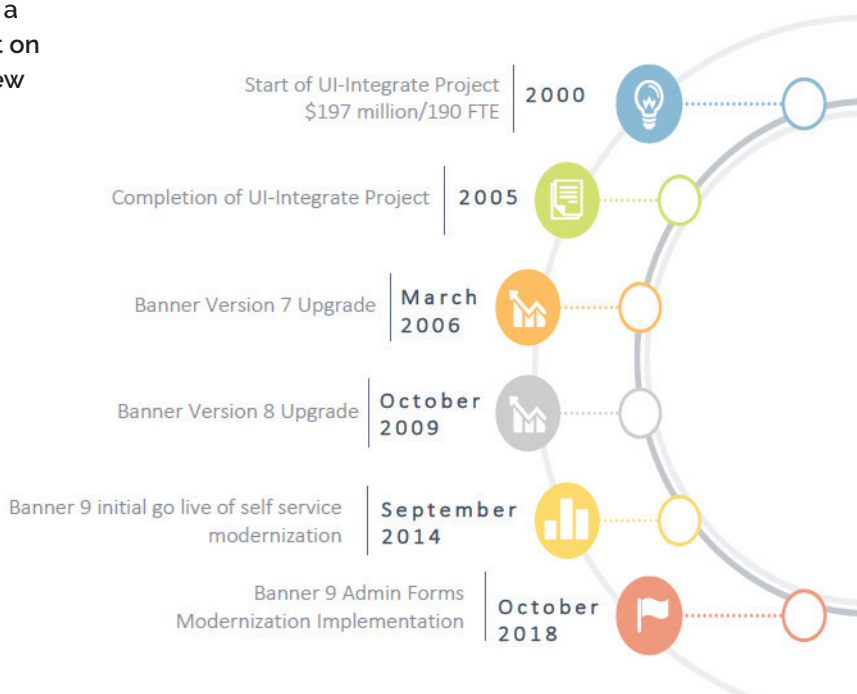 a
t on
ew
Start of UI-Integrate Project
$197 million/190 FTE
2000
Completion of UI-Integrate Project
2005
Banner Version 7 Upgrade
March
2006
Banner Version 8 Upgrade
October
2009
Banner 9 initial go live of self service
modernization
September
2014
Banner 9 Admin Forms
Modernization Implementation
October
2018